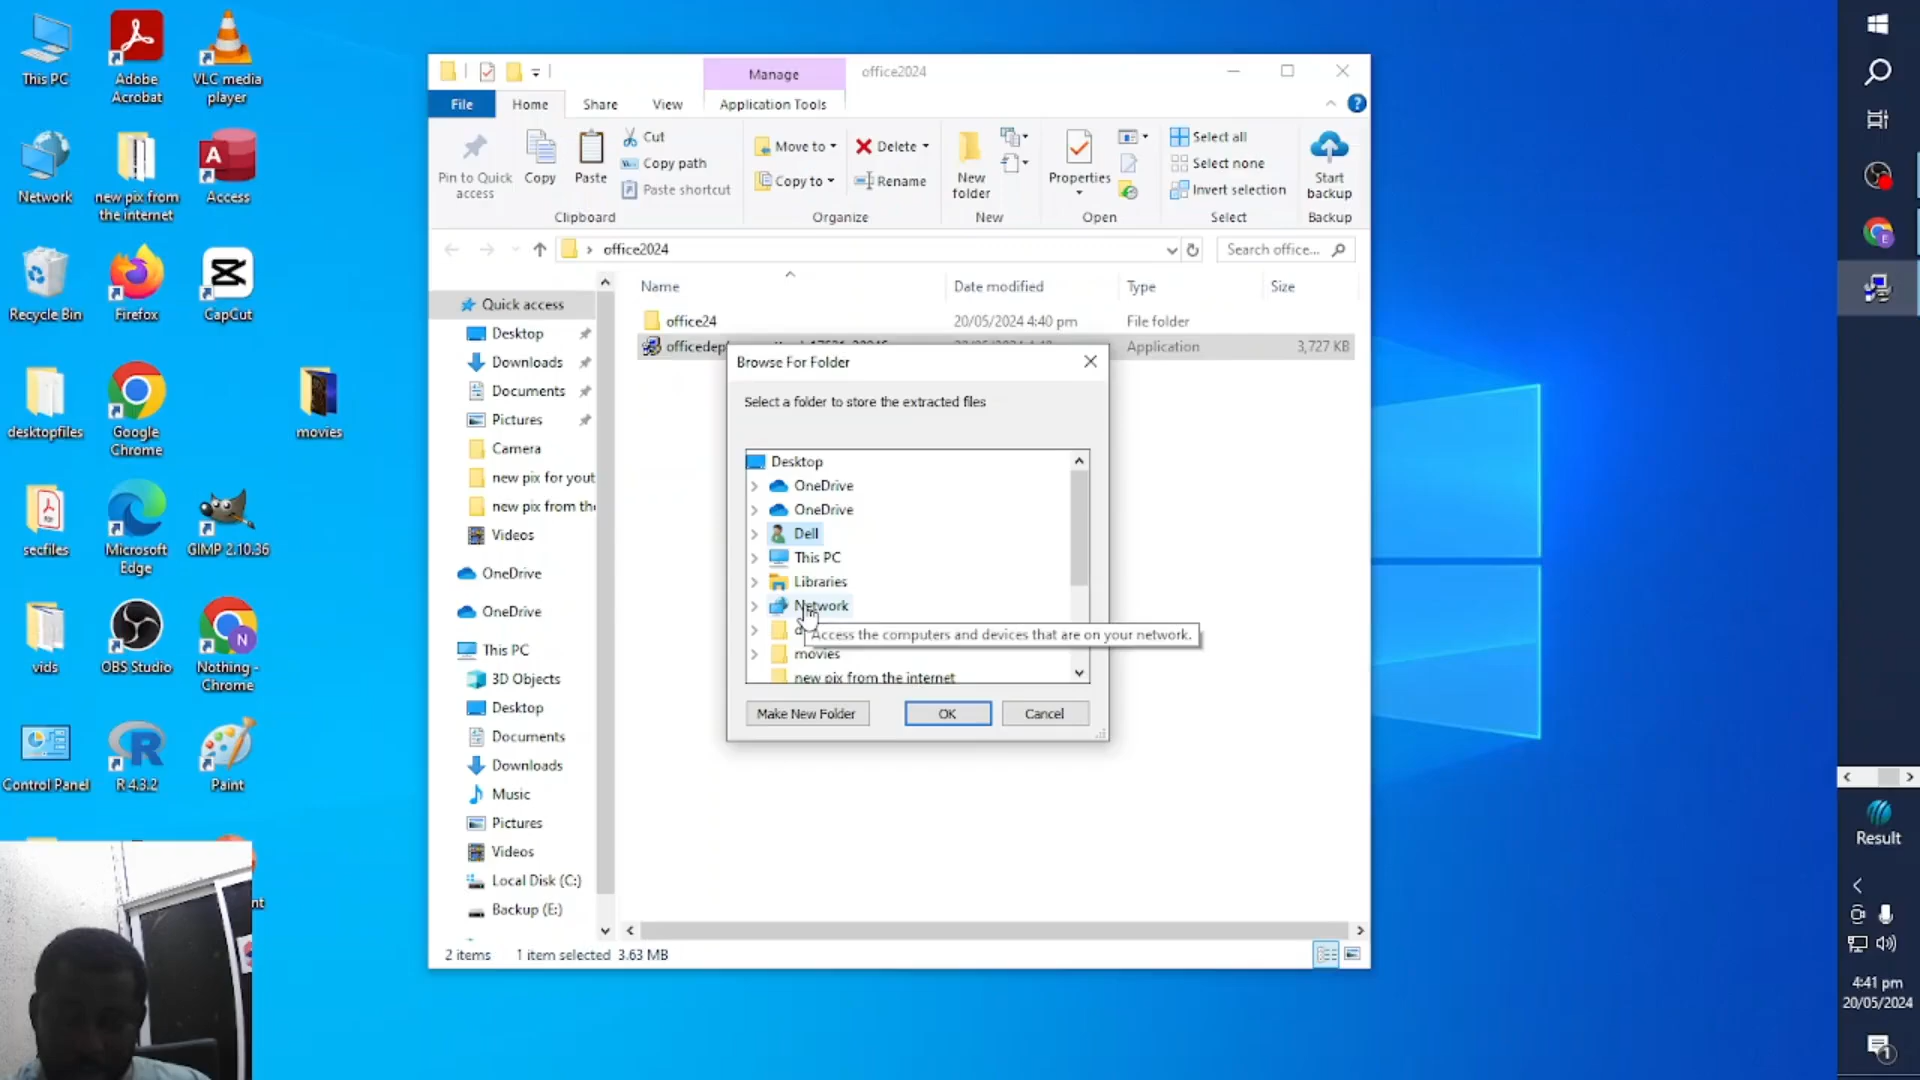 This PC
Adobe
Acrobat
VLC media
player
Network
new pix from
the internet
Access
Recycle Bin
Firefox
CapCut
desktopfiles
Google
Chrome
movies
secfiles
Microsoft
Edge
GIMP 2.10.36
vids
OBS Studio
Nothing -
Chrome
Control Panel
R 4.3.2
Paint
Manage
office2024
File
Home
Share
View
Application Tools
Pin to Quick
access
Copy
Paste
Cut
Copy path
Paste shortcut
Clipboard
Move to
Copy to
Delete
Rename
Organize
New
folder
New
Properties
Open
Select all
Select none
Invert selection
Select
Start
backup
Backup
office2024
Search office...
Name
Date modified
Type
Size
office24
20/05/2024 4:40 pm
File folder
Application
3,727 KB
Quick access
Desktop
Downloads
Documents
Pictures
Camera
new pix for yout
new pix from the
Videos
OneDrive
OneDrive
This PC
3D Objects
Desktop
Documents
Downloads
Music
Pictures
Videos
Local Disk (C:)
Backup (E:)
2 items 1 item selected 3.63 MB
Browse For Folder
Select a folder to store the extracted files
Desktop
OneDrive
OneDrive
Dell
This PC
Libraries
Network
Access the computers and devices that are on your network.
movies
new pix from the internet
Make New Folder
OK
Cancel
Result
4:41 pm
20/05/2024
1